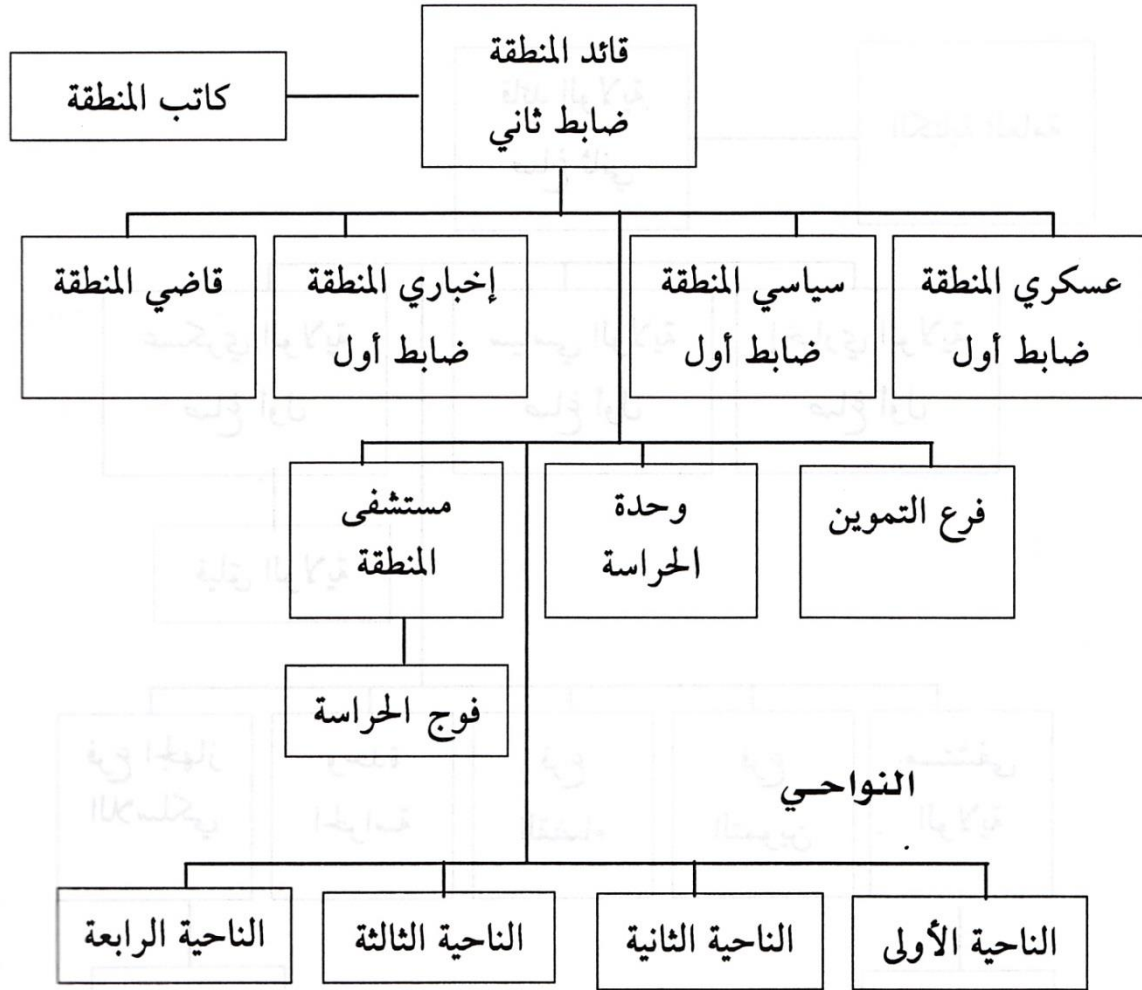 قائد المنطقة
ضابط ثاني
كاتب المنطقة
عسكري المنطقة
ضابط أول
سياسي المنطقة
ضابط أول
إخباري المنطقة
ضابط أول
قاضي المنطقة
فرع التموين
وحدة
الحراسة
مستشفى
المنطقة
فوج الحراسة
النواحي
الناحية الأولى
الناحية الثانية
الناحية الثالثة
الناحية الرابعة